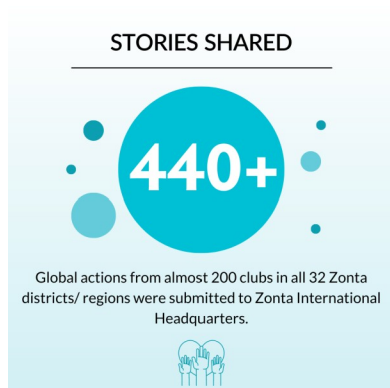 STORIES SHARED
440+
Global actions from almost 200 clubs in all 32 Zonta
districts/ regions were submitted to Zonta International
Headquarters.